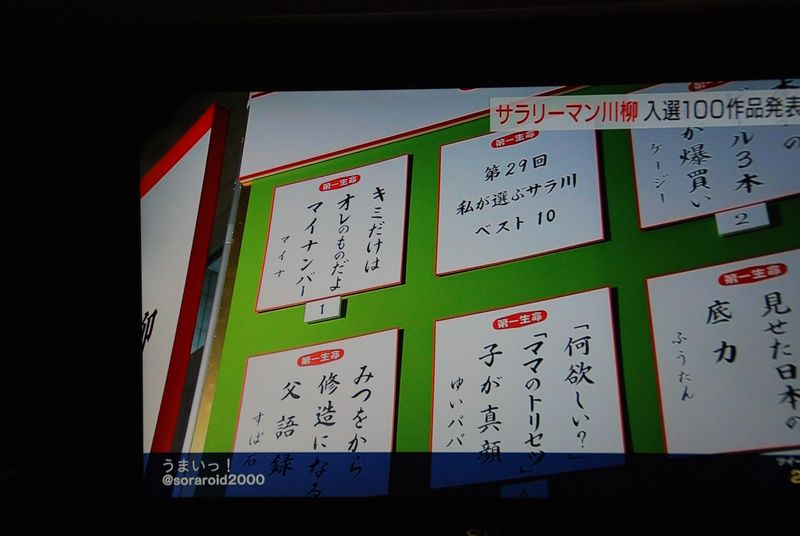 サラリーマン川柳 入選100作品発表
第一生命
キミだけは
オレのものだよ
マイナンバー
マイナ
1
第一生命
第29回
私が選ぶサラ川
ベスト10
ル3本
が爆買い
ケージー
2
第一生命
みつをから
修造になる
父語録
すぱ石
第一生命
「何欲しい?」
「ママのトリセツ」
子が真顔
ゆいパパ
第一生命
見せた日本の
底力
ふうたん
うまいっ!
@soraroid2000